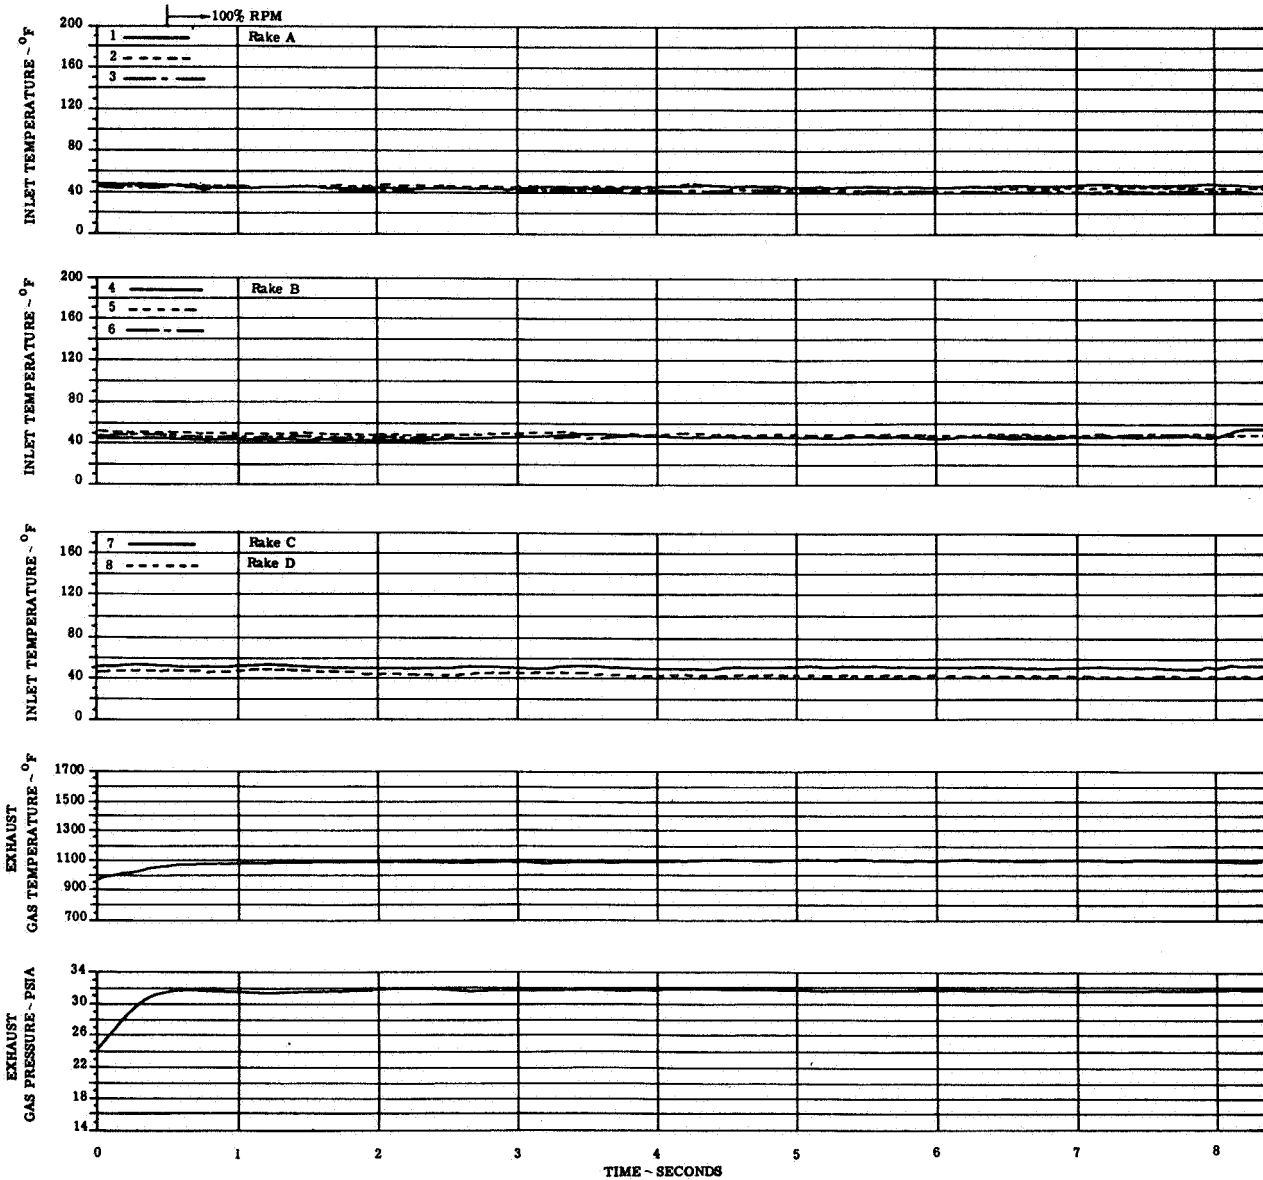 100% RPM
INLET TEMPERATURE ~ °F
200
160
120
80
40
0
1
2
3
Rake A
INLET TEMPERATURE ~ °F
200
160
120
80
40
0
4
5
6
Rake B
INLET TEMPERATURE ~ °F
160
120
80
40
0
7
8
Rake C
Rake D
EXHAUST
GAS TEMPERATURE ~ °F
1700
1500
1300
1100
900
700
EXHAUST
GAS PRESSURE ~ PSIA
34
30
26
22
18
14
0 1 2 3 4 5 6 7 8
TIME ~ SECONDS